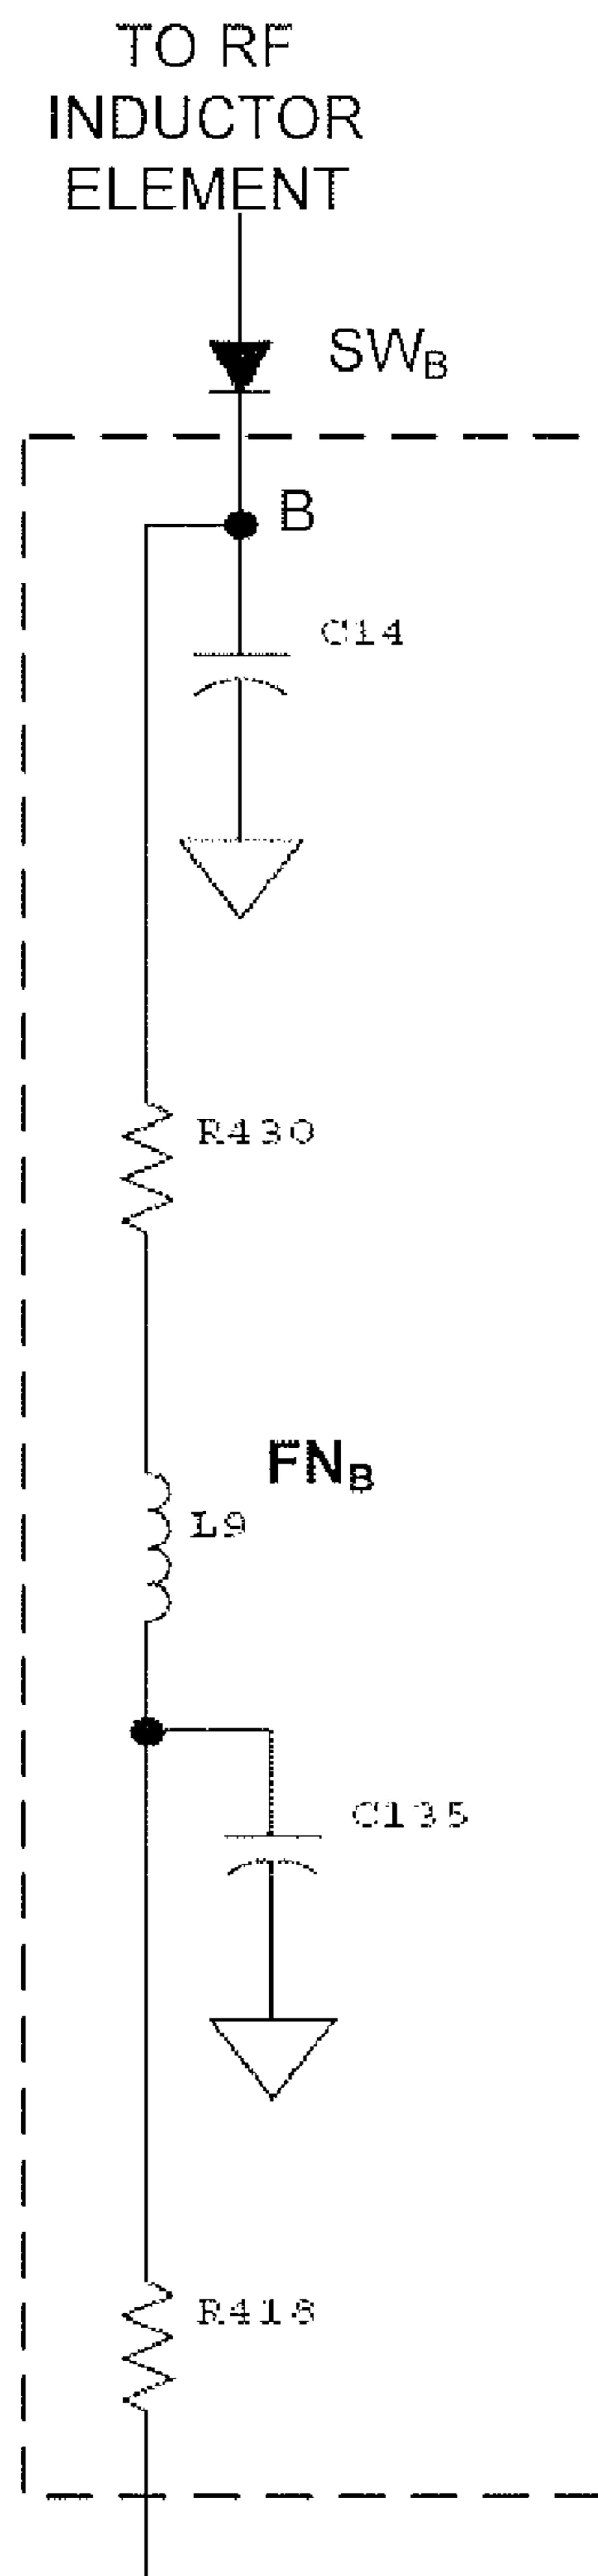 TO RF
INDUCTOR
ELEMENT
SWB
B
C14
R430
FNB
L9
C135
R418